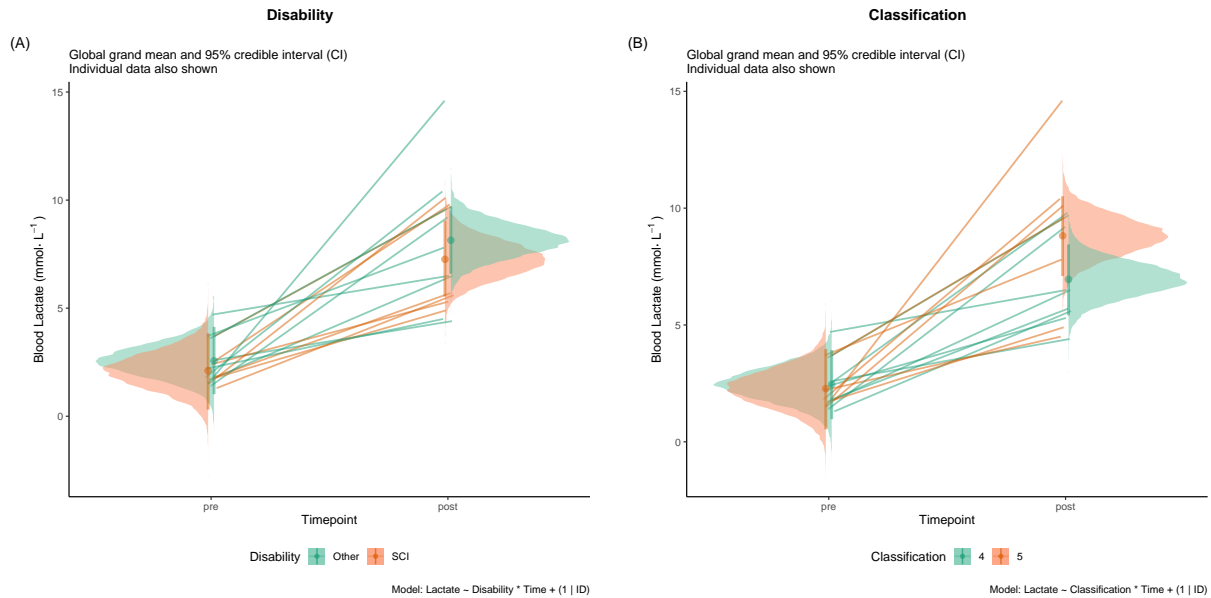 Disability
(A)
Global grand mean and 95% credible interval (CI)
Individual data also shown
15
10
5
0
Blood Lactate (mmol· L⁻¹ )
pre
post
Timepoint
Disability
Other
SCI
Model: Lactate ~ Disability * Time + (1 | ID)
Classification
(B)
Global grand mean and 95% credible interval (CI)
Individual data also shown
15
10
5
0
Blood Lactate (mmol· L⁻¹ )
pre
post
Timepoint
Classification
4
5
Model: Lactate ~ Classification * Time + (1 | ID)